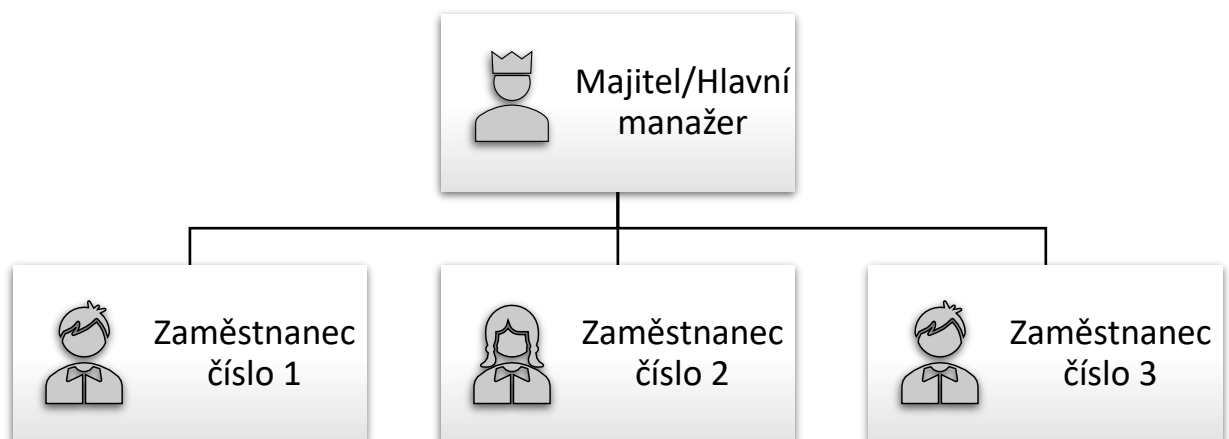 Majitel/Hlavní
manažer
Zaměstnanec
číslo 1
Zaměstnanec
číslo 2
Zaměstnanec
číslo 3